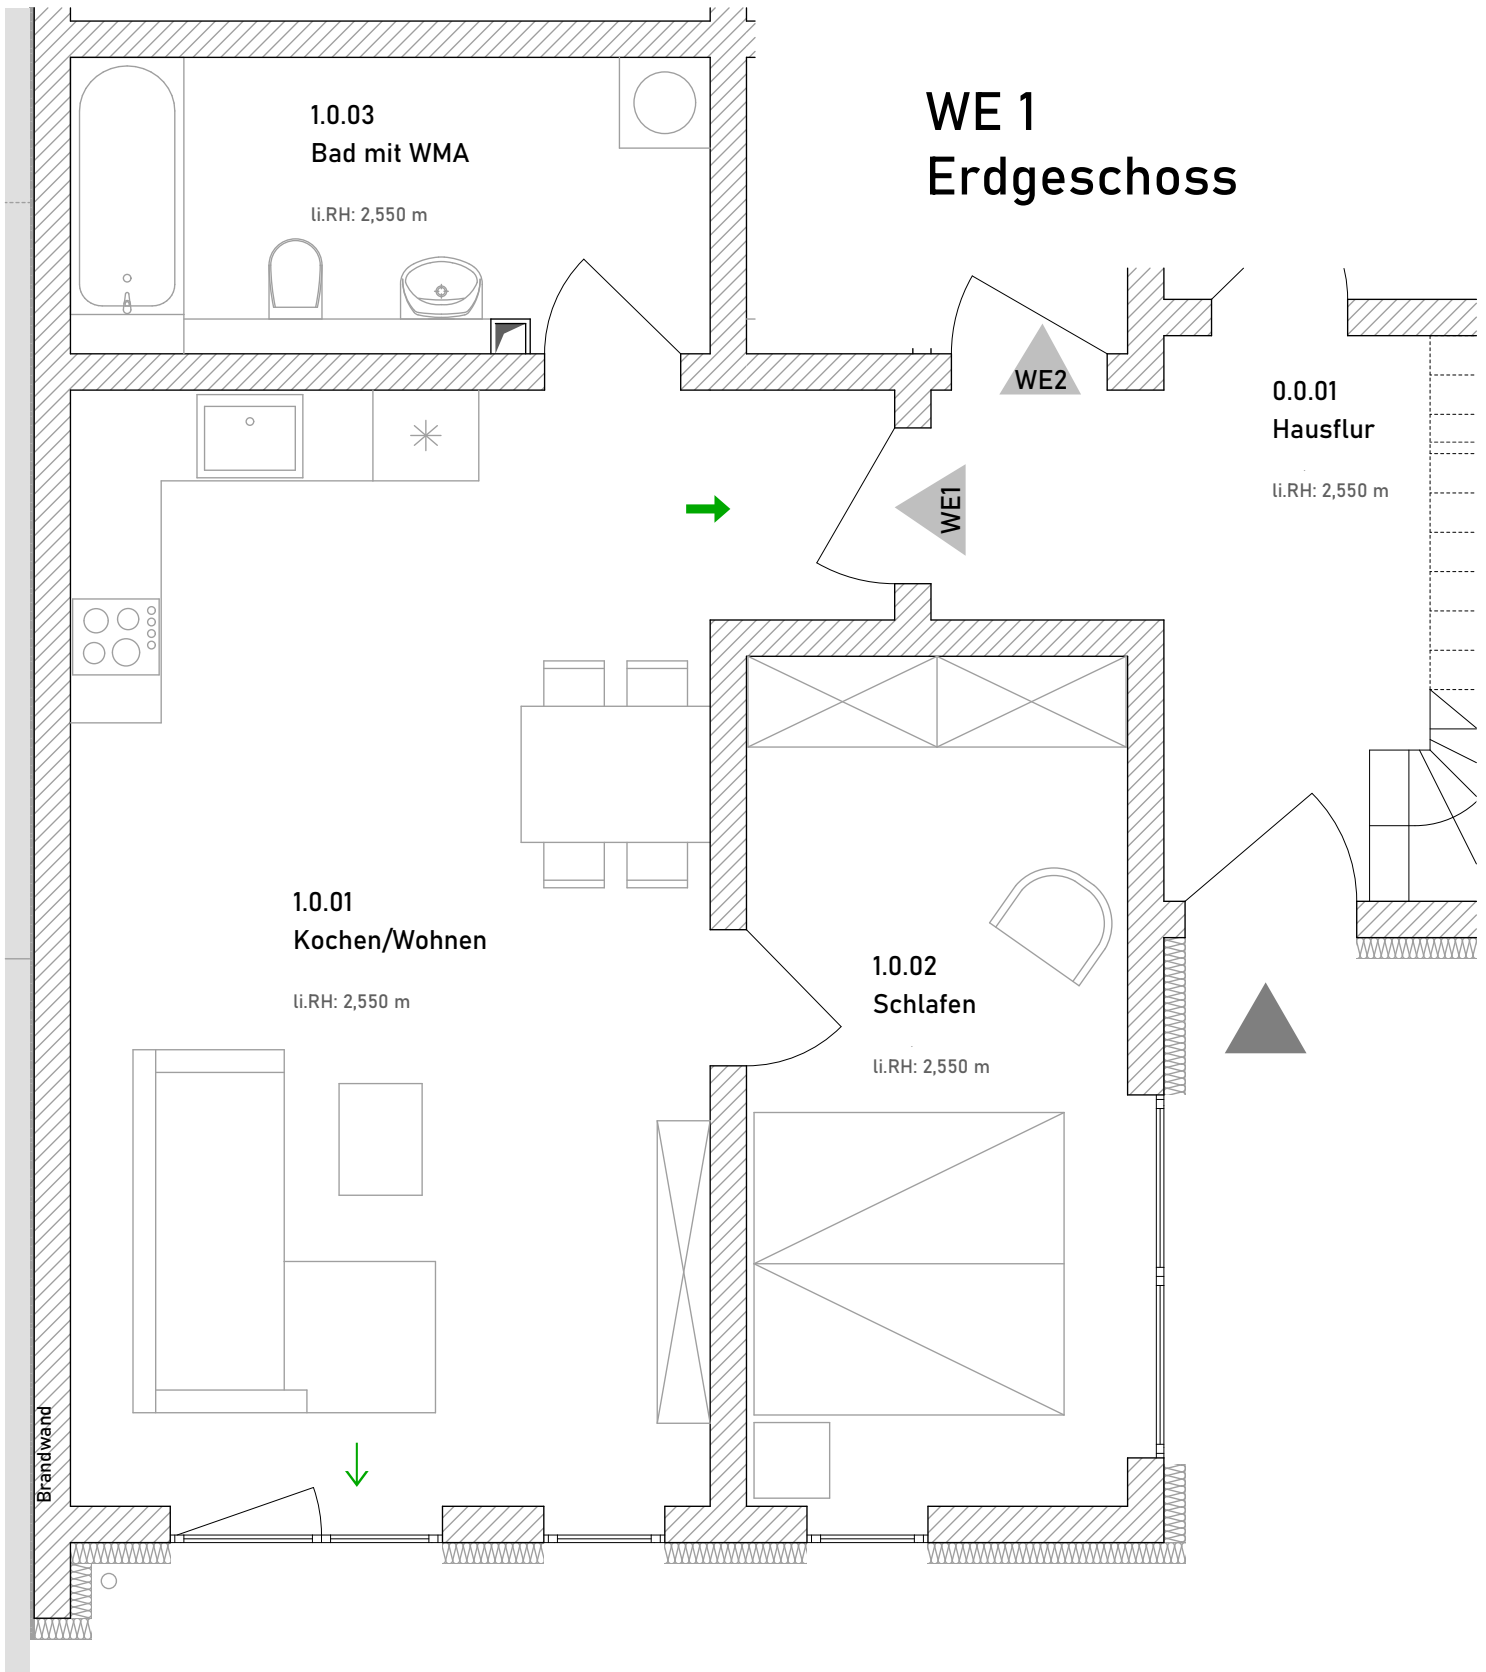 WE 1
Erdgeschoss
1.0.03
Bad mit WMA
li.RH: 2,550 m
WE2
0.0.01
Hausflur
li.RH: 2,550 m
WE1
1.0.01
Kochen/Wohnen
li.RH: 2,550 m
1.0.02
Schlafen
li.RH: 2,550 m
Brandwand